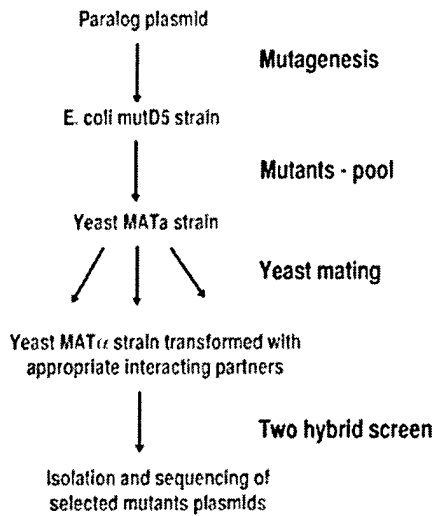 Paralog plasmid
Mutagenesis
E. coli mutD5 strain
Mutants - pool
Yeast MATa strain
Yeast mating
Yeast MATα strain transformed with
appropriate interacting partners
Two hybrid screen
Isolation and sequencing of
selected mutants plasmids